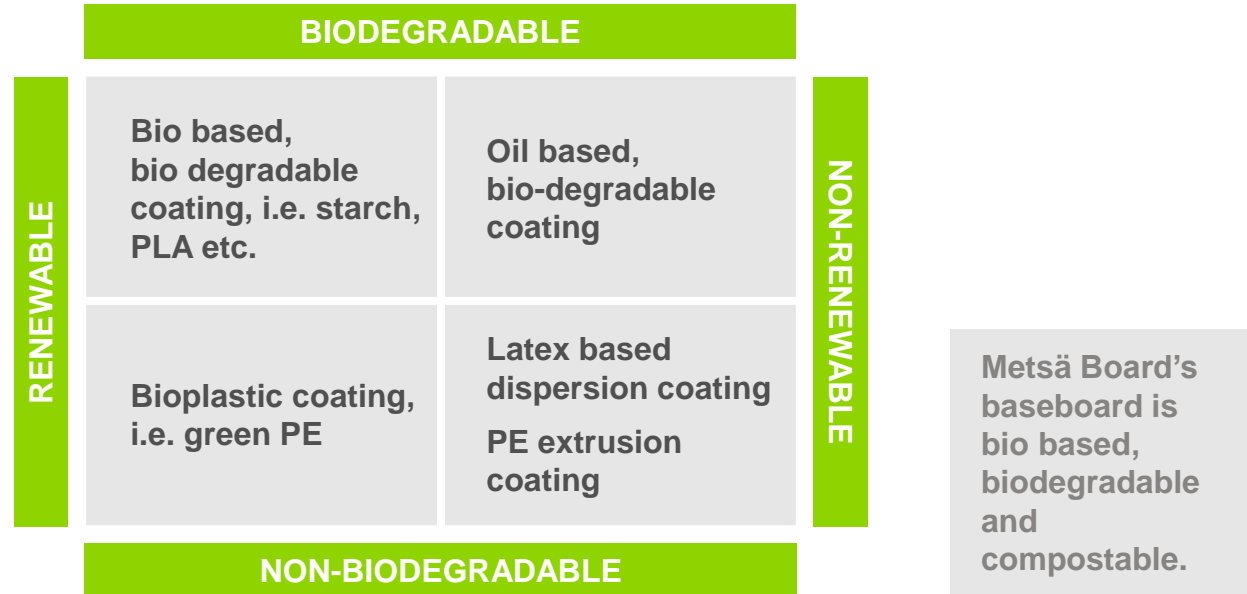 BIODEGRADABLE
RENEWABLE
Bio based,
bio degradable
coating, i.e. starch,
PLA etc.
Oil based,
bio-degradable
coating
NON-RENEWABLE
Bioplastic coating,
i.e. green PE
Latex based
dispersion coating
PE extrusion
coating
NON-BIODEGRADABLE
Metsä Board’s
baseboard is
bio based,
biodegradable
and
compostable.